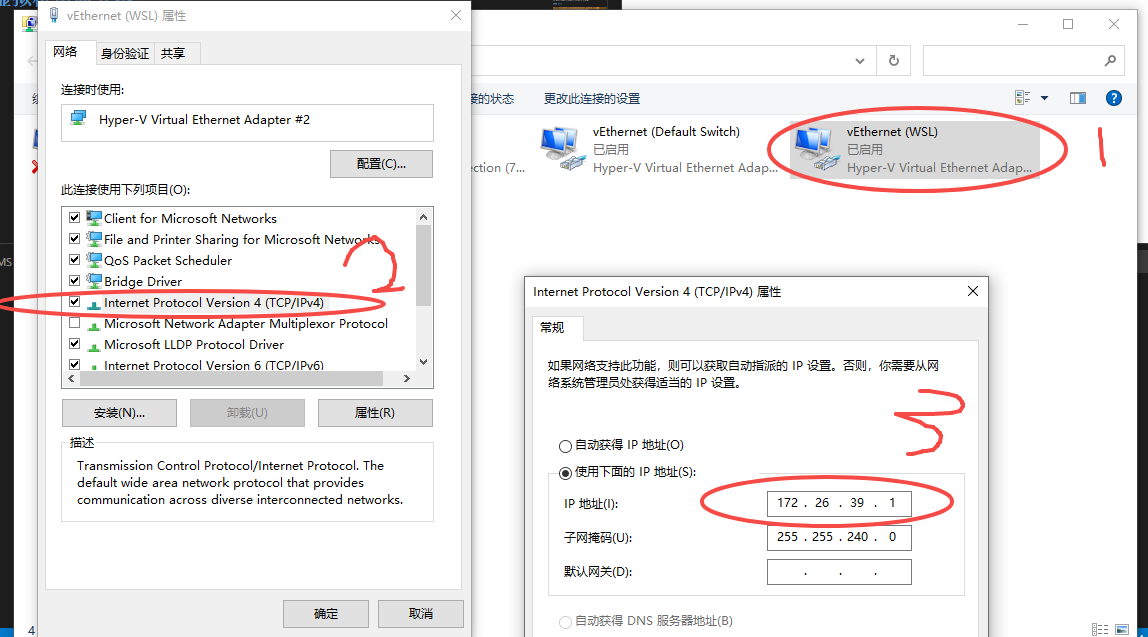 vEthernet (WSL) 属性
网络
身份验证
共享
连接时使用:
Hyper-V Virtual Ethernet Adapter #2
配置(C)...
此连接使用下列项目(O):
Client for Microsoft Networks
File and Printer Sharing for Microsoft Networks
QoS Packet Scheduler
Bridge Driver
Internet Protocol Version 4 (TCP/IPv4)
Microsoft Network Adapter Multiplexor Protocol
Microsoft LLDP Protocol Driver
Internet Protocol Version 6 (TCP/IPv6)
安装(N)...
卸载(U)
属性(R)
描述
Transmission Control Protocol/Internet Protocol. The
default wide area network protocol that provides
communication across diverse interconnected networks.
确定
取消
4
MS
接的状态
更改此连接的设置
ection (7...
vEthernet (Default Switch)
已启用
Hyper-V Virtual Ethernet Adap...
vEthernet (WSL)
已启用
Hyper-V Virtual Ethernet Adap...
1
2
3
Internet Protocol Version 4 (TCP/IPv4) 属性
常规
如果网络支持此功能，则可以获取自动指派的 IP 设置。否则，你需要从网
络系统管理员处获得适当的 IP 设置。
自动获得 IP 地址(O)
使用下面的 IP 地址(S):
IP 地址(I):
172 . 26 . 39 . 1
子网掩码(U):
255 . 255 . 240 . 0
默认网关(D):
. . .
自动获得 DNS 服务器地址(B)